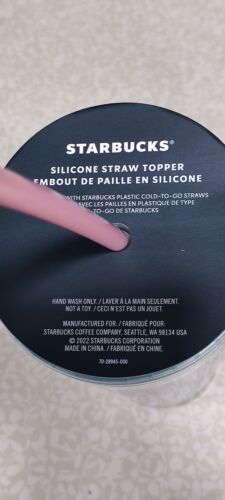 STARBUCKS®
SILICONE STRAW TOPPER
EMBOUT DE PAILLE EN SILICONE
WITH STARBUCKS PLASTIC COLD-TO-GO STRAWS
AVEC LES PAILLES EN PLASTIQUE DE TYPE
-TO-GO DE STARBUCKS
HAND WASH ONLY. / LAVER À LA MAIN SEULEMENT.
NOT A TOY. / CECI N'EST PAS UN JOUET.
MANUFACTURED FOR: / FABRIQUÉ POUR:
STARBUCKS COFFEE COMPANY, SEATTLE, WA 98134 USA
© 2022 STARBUCKS CORPORATION
MADE IN CHINA. / FABRIQUÉ EN CHINE.
70-28945-000